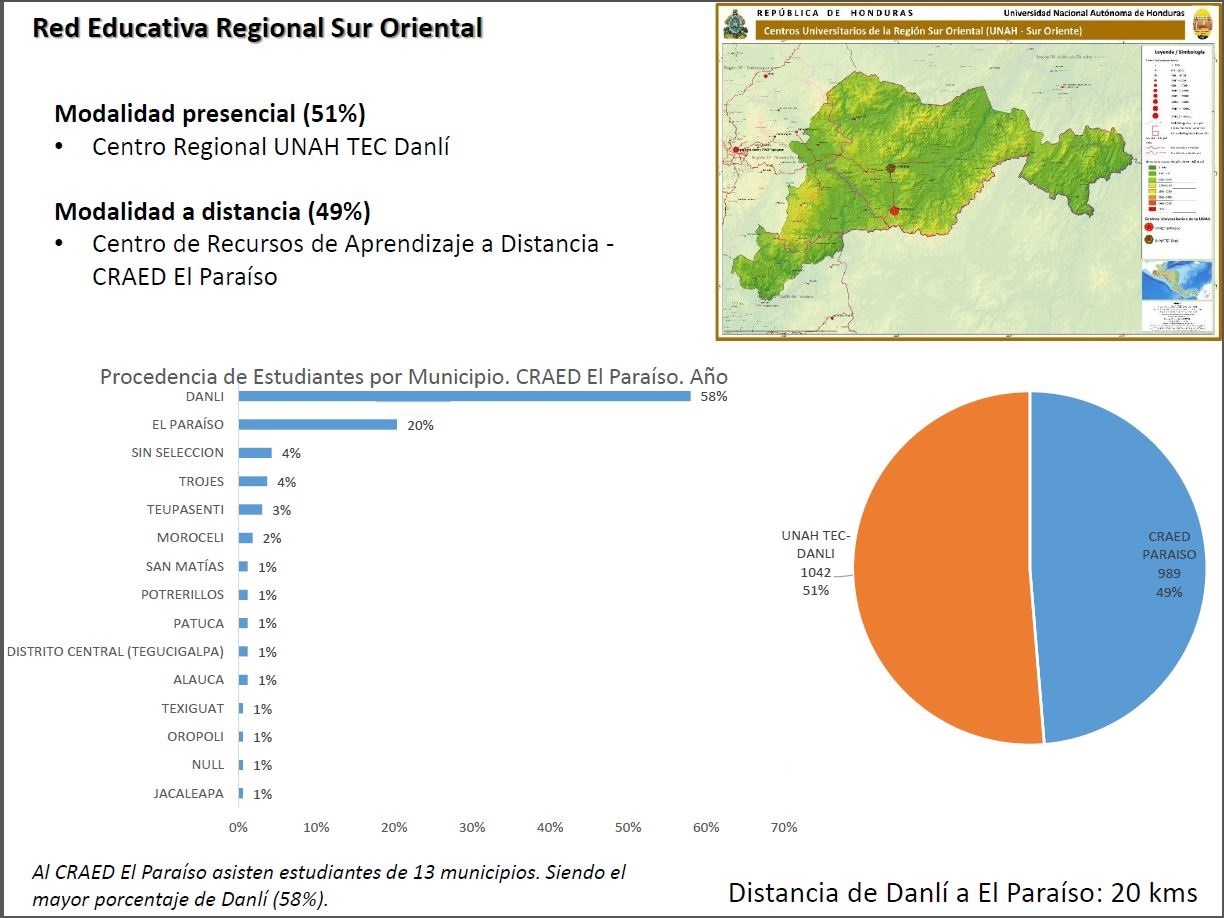 Red Educativa Regional Sur Oriental
REPÚBLICA DE HONDURAS
Universidad Nacional Autónoma de Honduras
Centros Universitarios de la Región Sur Oriental (UNAH - Sur Oriente)
Leyenda / Simbología
Modalidad presencial (51%)
• Centro Regional UNAH TEC Danlí
Modalidad a distancia (49%)
• Centro de Recursos de Aprendizaje a Distancia -
CRAED El Paraíso
Procedencia de Estudiantes por Municipio. CRAED El Paraíso. Año
DANLI 58%
EL PARAÍSO 20%
SIN SELECCION 4%
TROJES 4%
TEUPASENTI 3%
MOROCELI 2%
SAN MATÍAS 1%
POTRERILLOS 1%
PATUCA 1%
DISTRITO CENTRAL (TEGUCIGALPA) 1%
ALAUCA 1%
TEXIGUAT 1%
OROPOLI 1%
NULL 1%
JACALEAPA 1%
0% 10% 20% 30% 40% 50% 60% 70%
UNAH TEC-
DANLI
1042
51%
CRAED
PARAISO
989
49%
Al CRAED El Paraíso asisten estudiantes de 13 municipios. Siendo el
mayor porcentaje de Danlí (58%).
Distancia de Danlí a El Paraíso: 20 kms